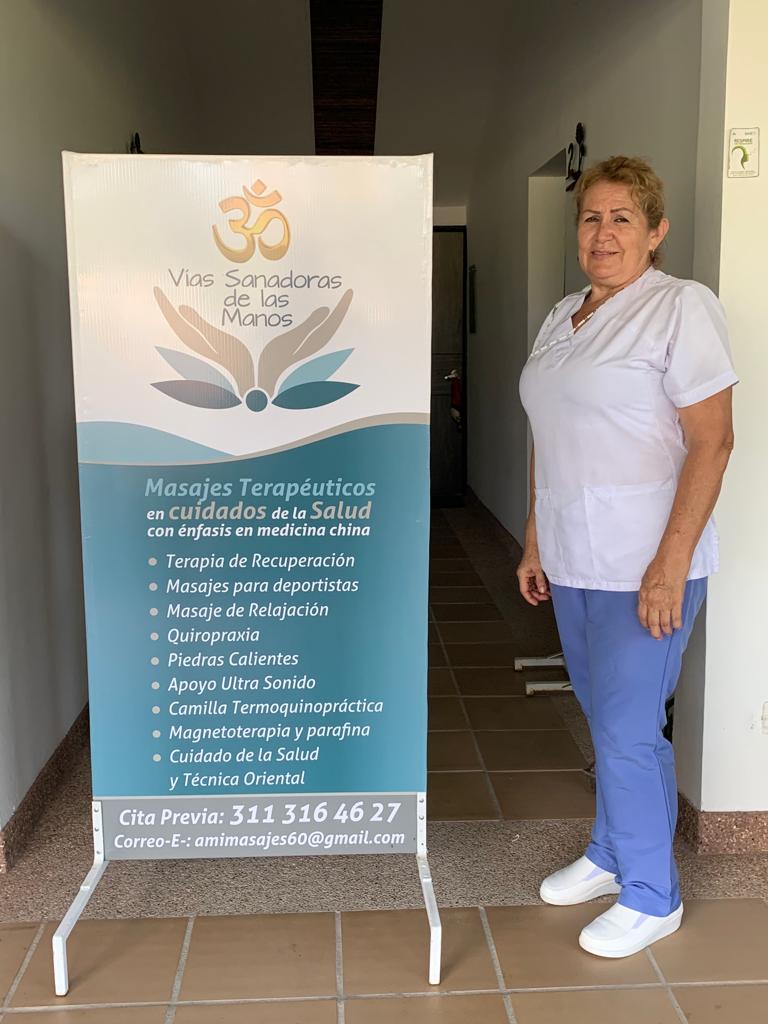 ॐ
Vías Sanadoras
de las
Manos
Masajes Terapéuticos
en cuidados de la Salud
con énfasis en medicina china
• Terapia de Recuperación
• Masajes para deportistas
• Masaje de Relajación
• Quiropraxia
• Piedras Calientes
• Apoyo Ultra Sonido
• Camilla Termoquinopráctica
• Magnetoterapia y parafina
• Cuidado de la Salud
y Técnica Oriental
Cita Previa: 311 316 46 27
Correo-E-: amimasajes60@gmail.com
RESPIRE